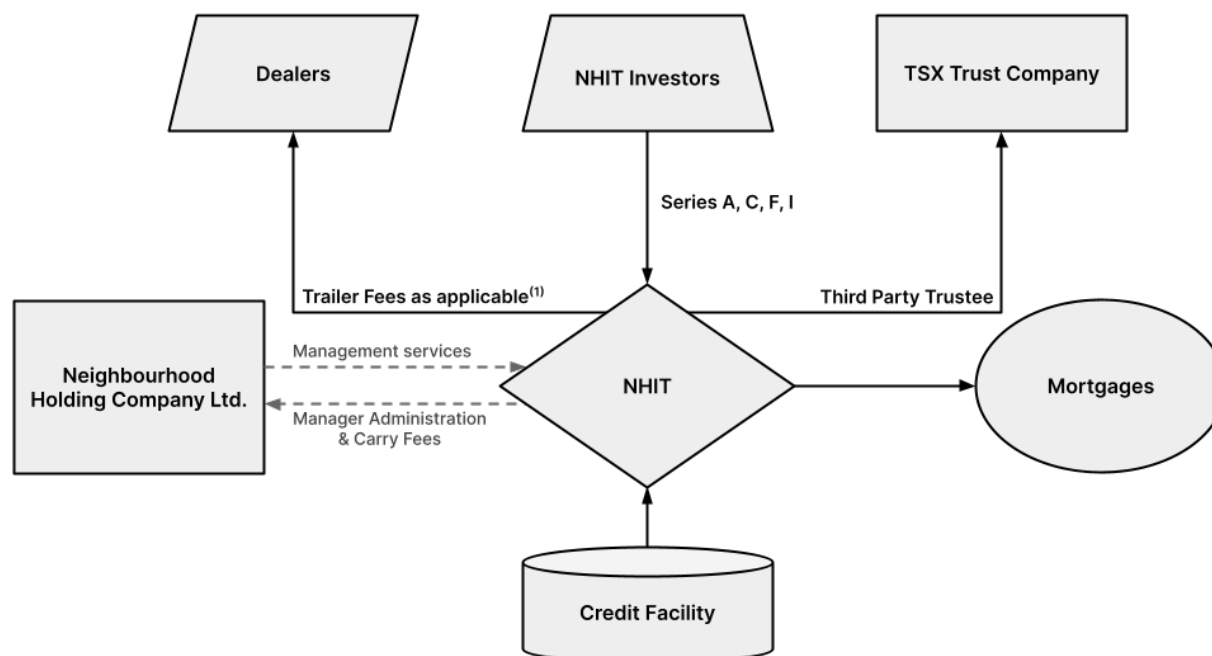 Dealers
NHIT Investors
TSX Trust Company
Series A, C, F, I
Trailer Fees as applicable(1)
Third Party Trustee
Neighbourhood
Holding Company Ltd.
Management services
Manager Administration
& Carry Fees
NHIT
Mortgages
Credit Facility